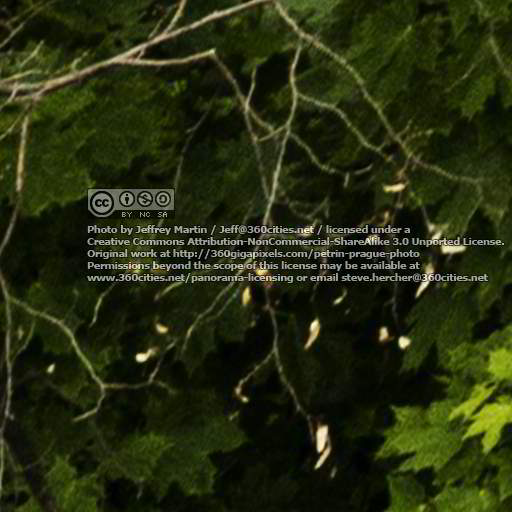 cc
BY NC SA
Photo by Jeffrey Martin / Jeff@360cities.net / licensed under a
Creative Commons Attribution-NonCommercial-ShareAlike 3.0 Unported License.
Original work at http://360gigapixels.com/petrin-prague-photo
Permissions beyond the scope of this license may be available at
www.360cities.net/panorama-licensing or email steve.hercher@360cities.net